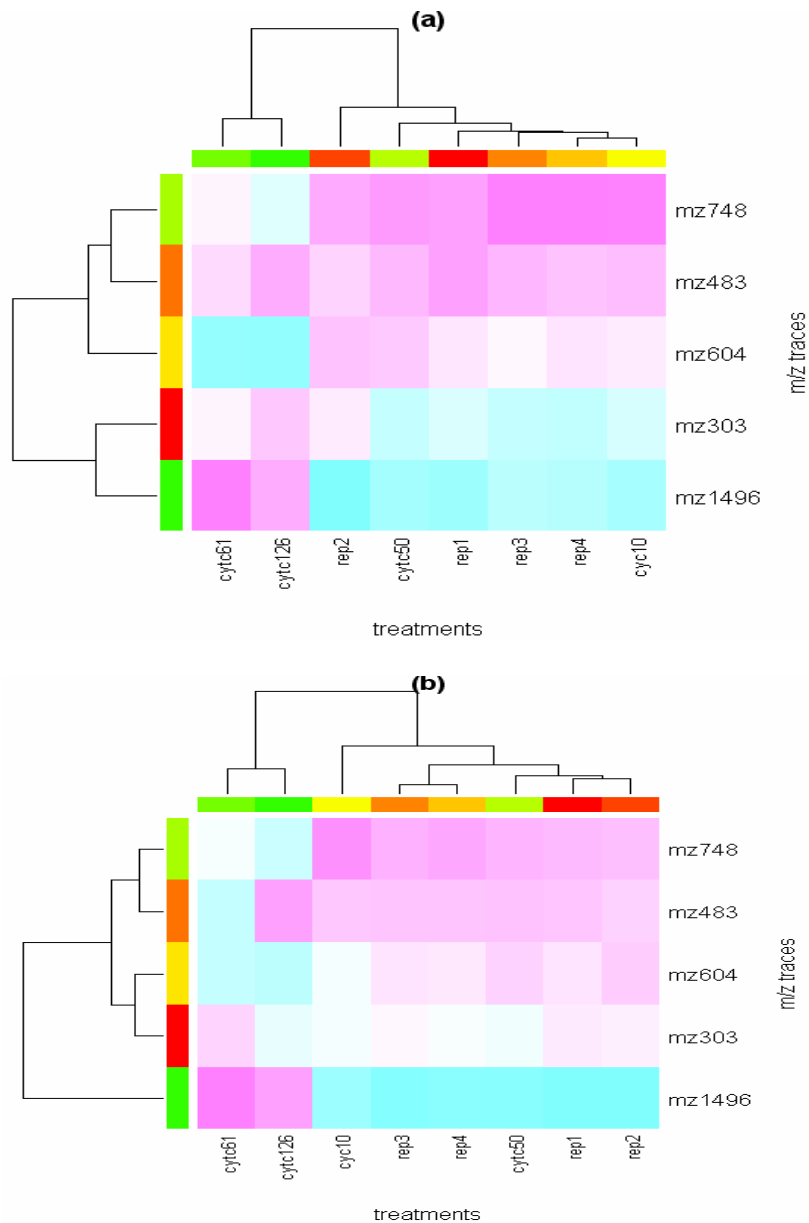 (a)
mz748
mz483
mz604
mz303
mz1496
m/z traces
cytc61
cytc126
rep2
cytc50
rep1
rep3
rep4
cyc10
treatments
(b)
mz748
mz483
mz604
mz303
mz1496
m/z traces
cytc61
cytc126
cyc10
rep3
rep4
cytc50
rep1
rep2
treatments